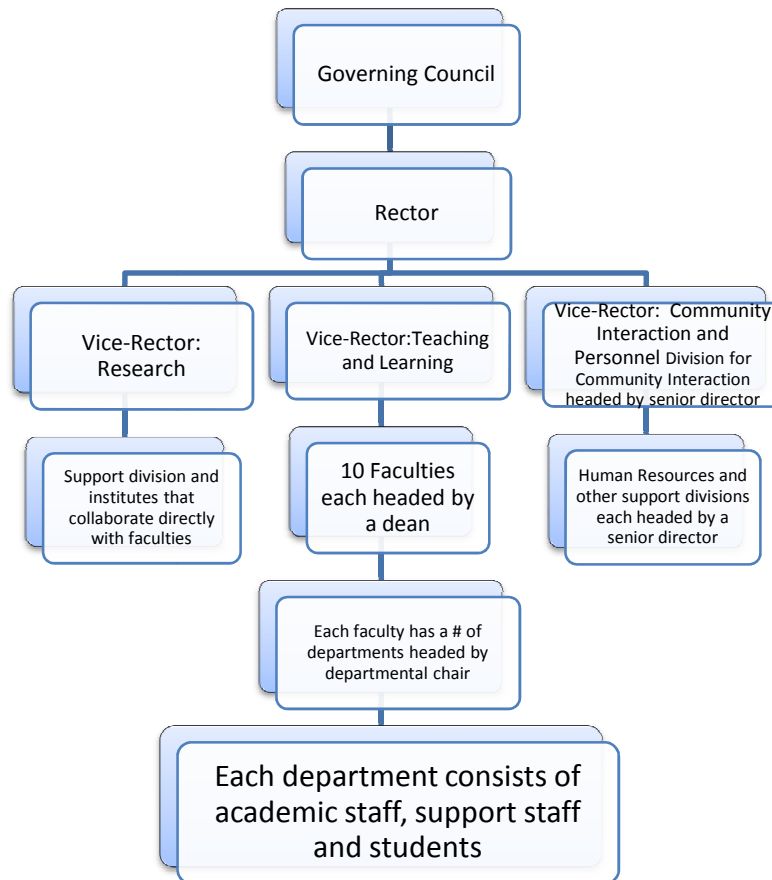 Governing Council
Rector
Vice-Rector:
Research
Vice-Rector:Teaching
and Learning
Vice-Rector: Community
Interaction and
Personnel Division for
Community Interaction
headed by senior director
Support division and
institutes that
collaborate directly
with faculties
10 Faculties
each headed by
a dean
Human Resources and
other support divisions
each headed by a
senior director
Each faculty has a # of
departments headed by
departmental chair
Each department consists of
academic staff, support staff
and students